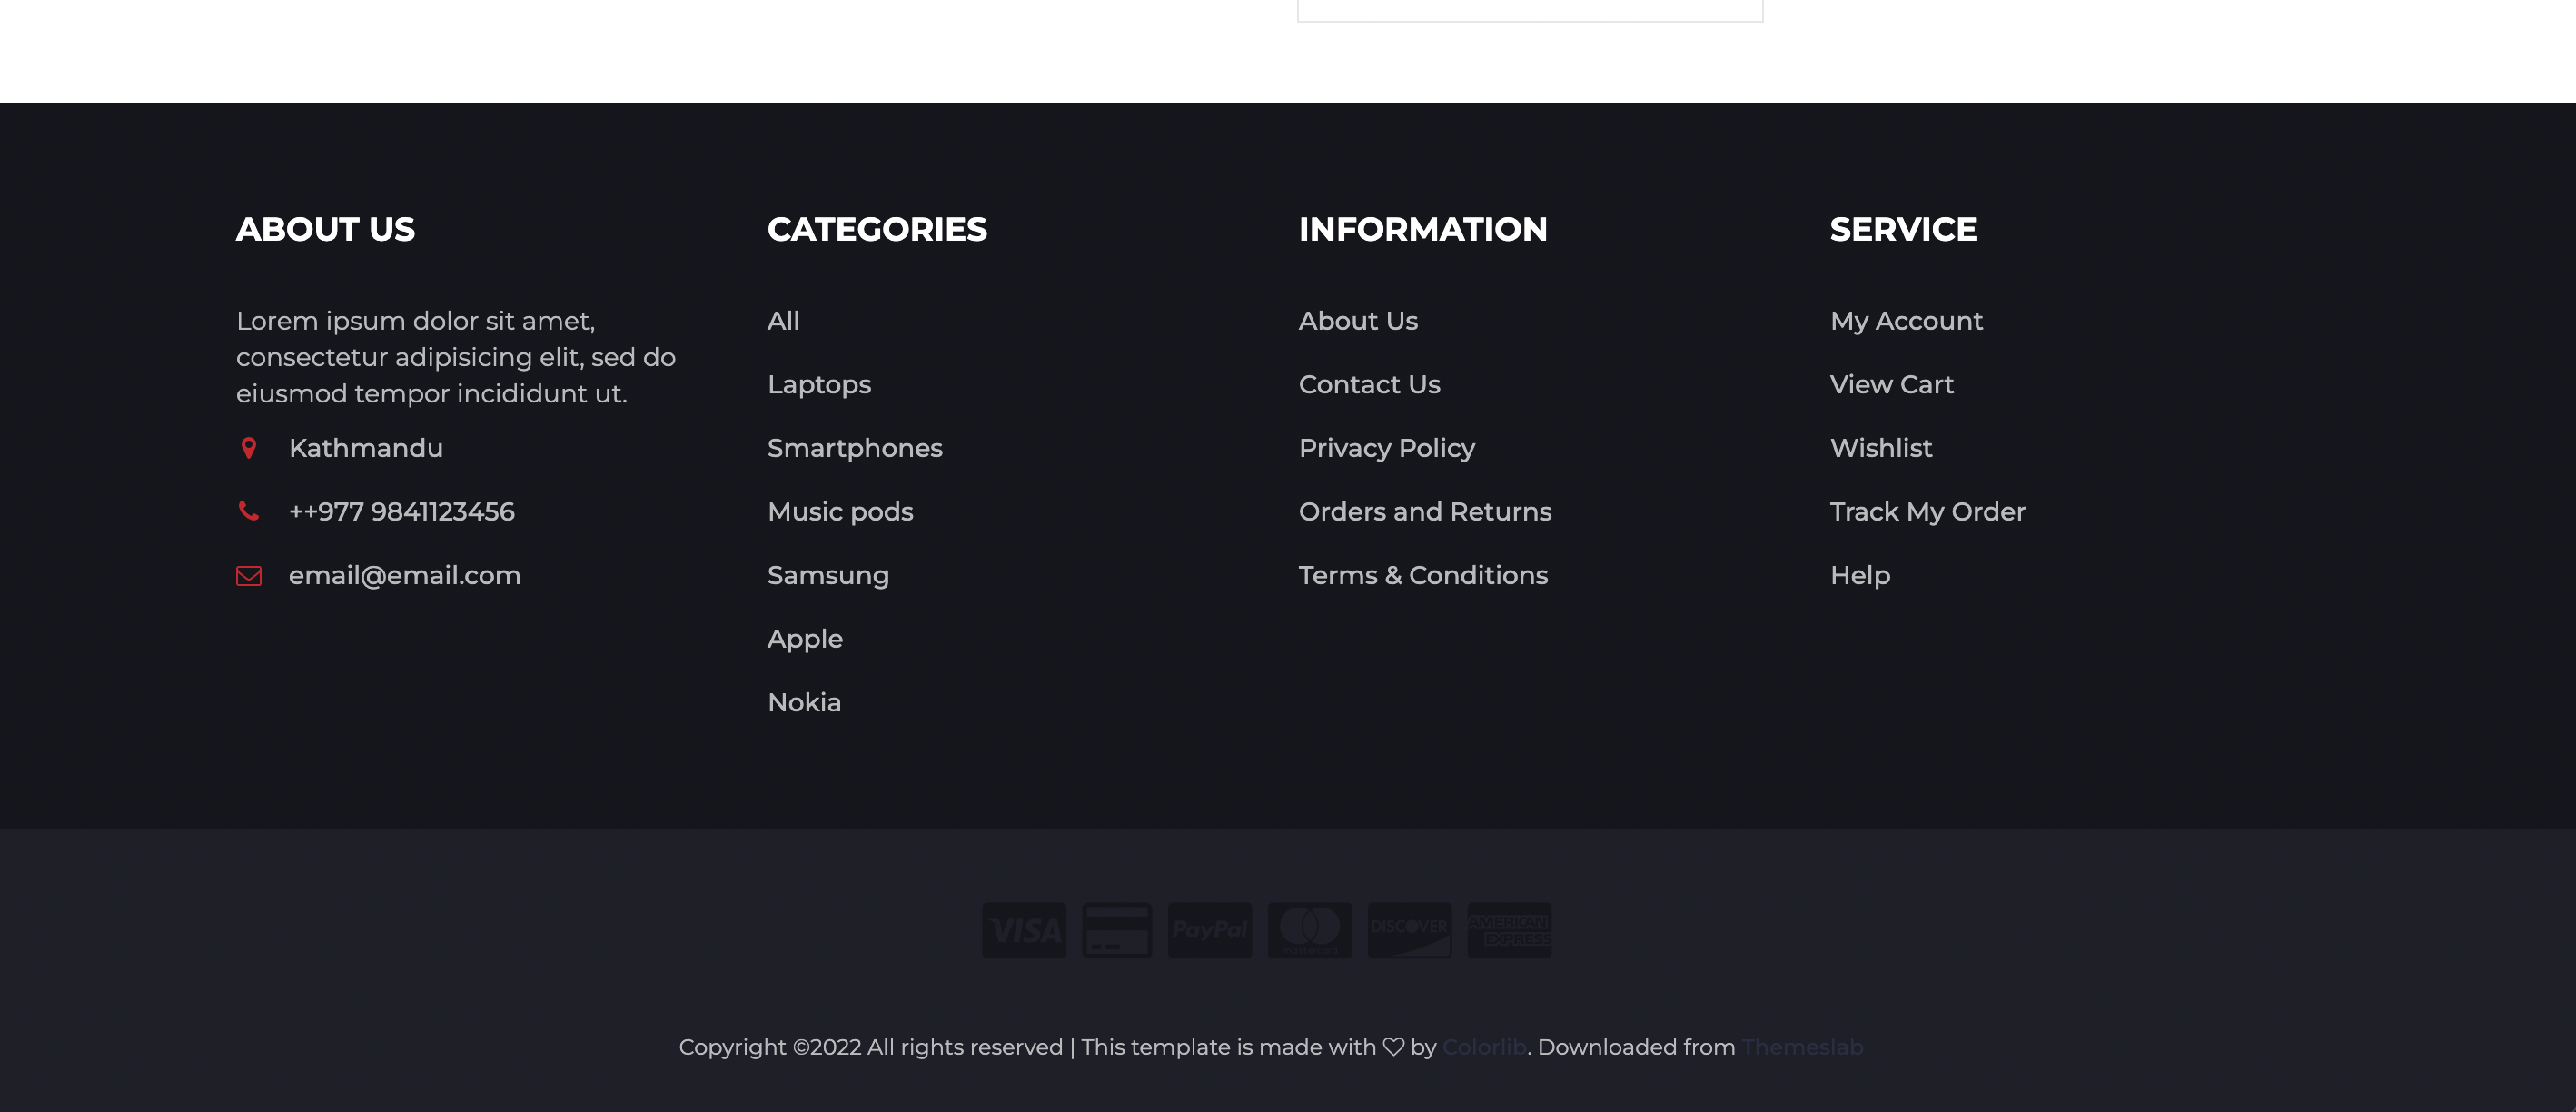 ABOUT US
Lorem ipsum dolor sit amet,
consectetur adipisicing elit, sed do
eiusmod tempor incididunt ut.
Kathmandu
++977 9841123456
email@email.com
CATEGORIES
All
Laptops
Smartphones
Music pods
Samsung
Apple
Nokia
INFORMATION
About Us
Contact Us
Privacy Policy
Orders and Returns
Terms & Conditions
SERVICE
My Account
View Cart
Wishlist
Track My Order
Help
VISA
PayPal
mastercard
DISCOVER
AMERICAN
EXPRESS
Copyright ©2022 All rights reserved | This template is made with ♡ by Colorlib. Downloaded from Themeslab